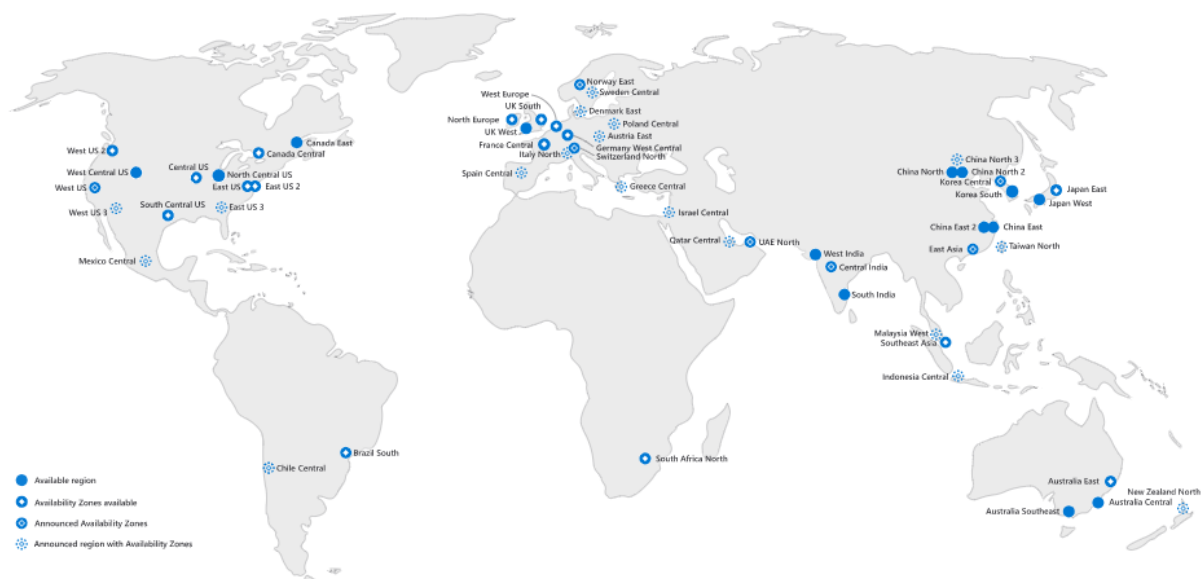 Norway East
Sweden Central
West Europe
UK South
Denmark East
North Europe
Poland Central
UK West
Austria East
France Central
Germany West Central
Italy North
Switzerland North
Spain Central
Greece Central
Canada East
West US 2
Canada Central
Central US
West Central US
North Central US
West US
East US
East US 2
West US 3
South Central US
East US 3
Mexico Central
Israel Central
Qatar Central
UAE North
China North 3
China North
China North 2
Korea Central
Korea South
Japan East
Japan West
China East 2
China East
East Asia
Taiwan North
West India
Central India
South India
Malaysia West
Southeast Asia
Indonesia Central
Brazil South
Chile Central
South Africa North
Australia East
New Zealand North
Australia Central
Australia Southeast
Available region
Availability Zones available
Announced Availability Zones
Announced region with Availability Zones